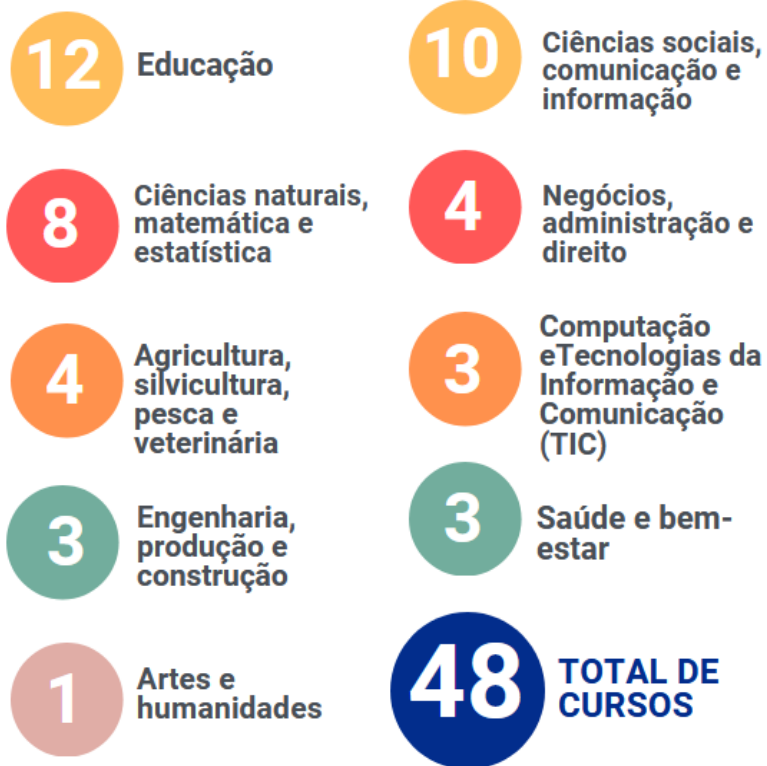 12
Educação
10
Ciências sociais,
comunicação e
informação
8
Ciências naturais,
matemática e
estatística
4
Negócios,
administração e
direito
4
Agricultura,
silvicultura,
pesca e
veterinária
3
Computação
eTecnologias da
Informação e
Comunicação
(TIC)
3
Engenharia,
produção e
construção
3
Saúde e bem-
estar
1
Artes e
humanidades
48
TOTAL DE
CURSOS